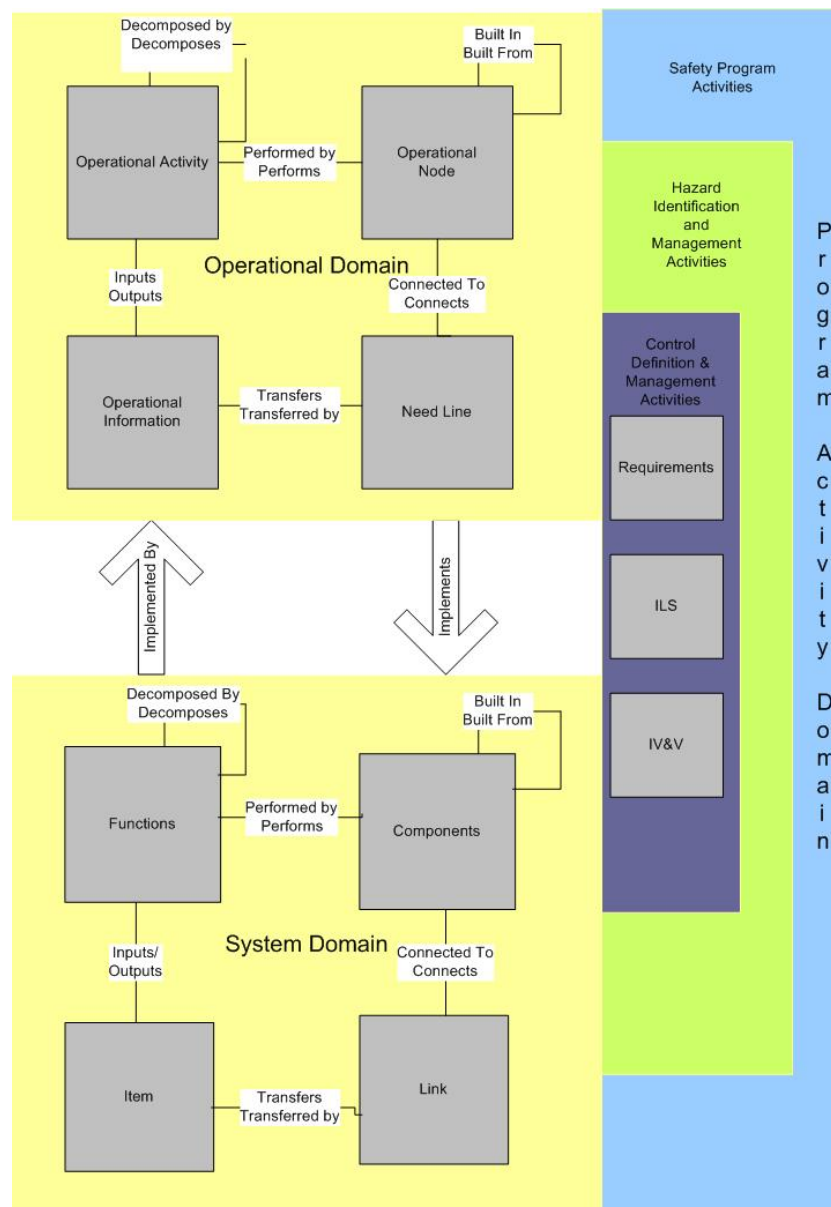 Decomposed by
Decomposes
Built In
Built From
Safety Program
Activities
Operational Activity
Performed by
Performs
Operational
Node
Hazard
Identification
and
Management
Activities
Inputs
Outputs
Operational Domain
Connected To
Connects
Operational
Information
Transfers
Transferred by
Need Line
Control
Definition &
Management
Activities
Requirements
ILS
IV&V
Implemented By
Implements
Decomposed By
Decomposes
Built In
Built From
Functions
Performed by
Performs
Components
Inputs/
Outputs
System Domain
Connected To
Connects
Item
Transfers
Transferred by
Link
Program Activity Domain